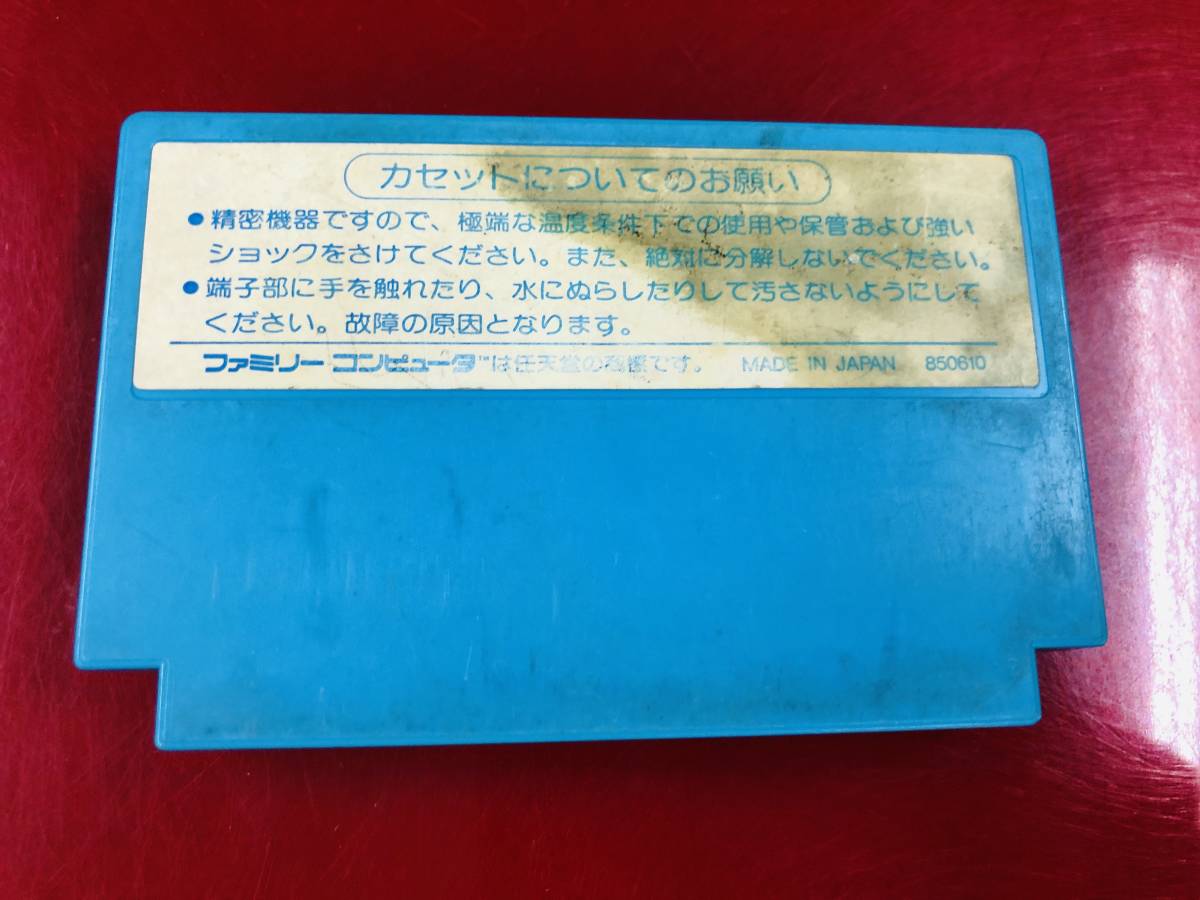 カセットについてのお願い
●精密機器ですので、極端な温度条件下での使用や保管および強い
ショックをさけてください。また、絶対に分解しないでください。
●端子部に手を触れたり、水にぬらしたりして汚さないようにして
ください。故障の原因となります。
ファミリー コンピュータ™は任天堂の商標です。 MADE IN JAPAN 850610